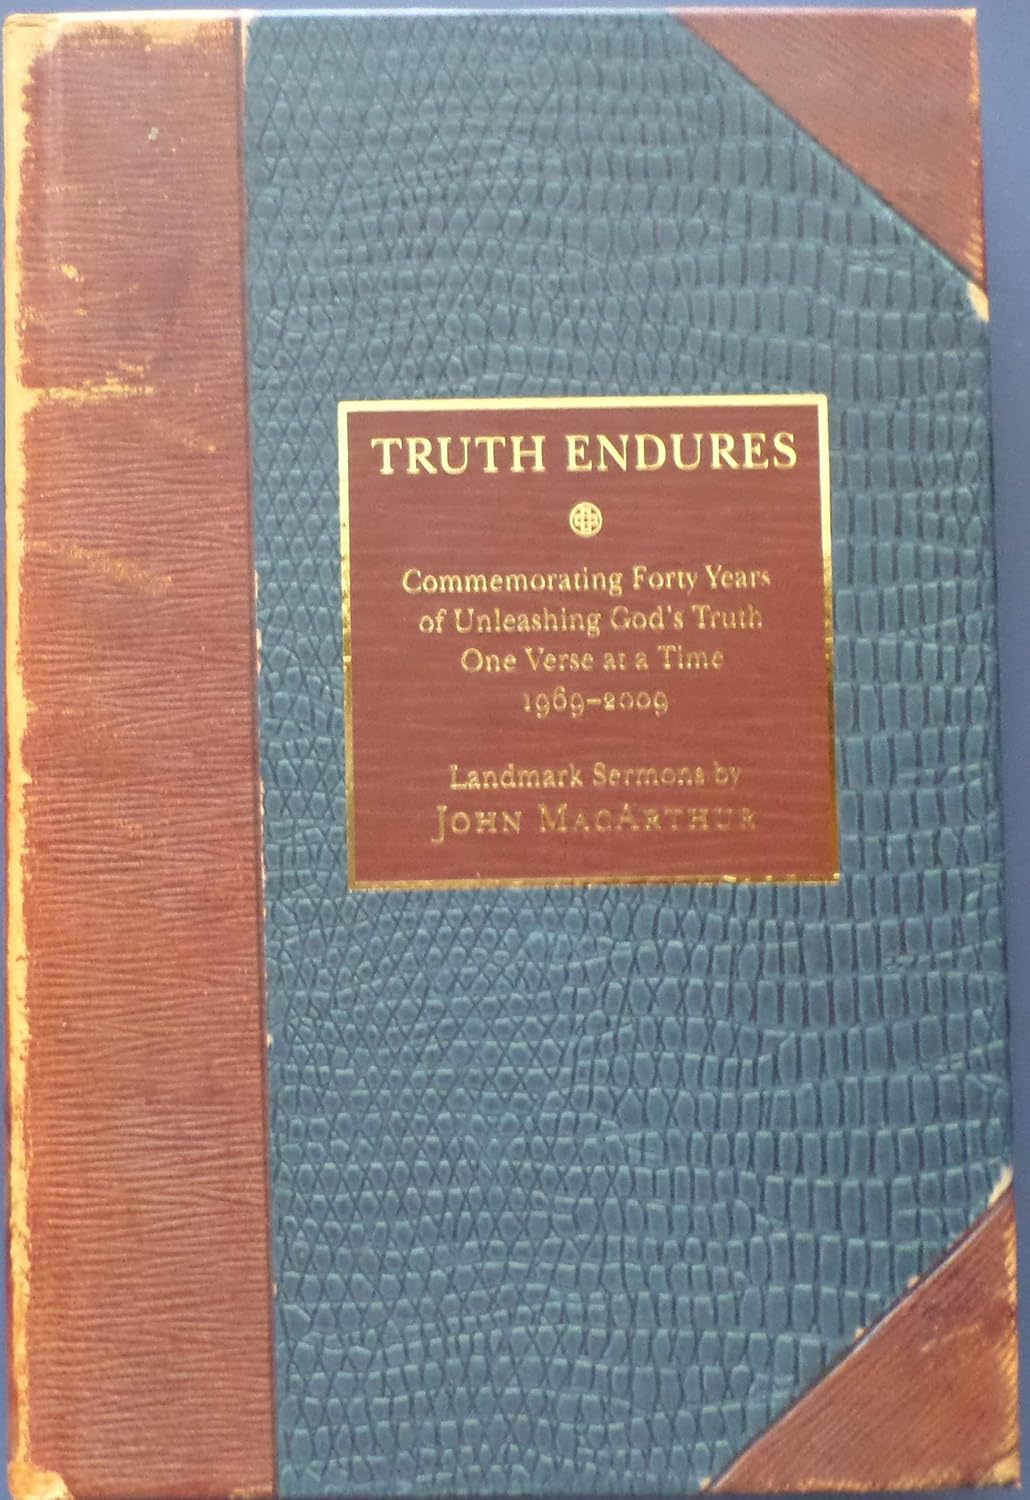 TRUTH ENDURES
Commemorating Forty Years
of Unleashing God's Truth
One Verse at a Time
1969–2009
Landmark Sermons by
JOHN MACARTHUR